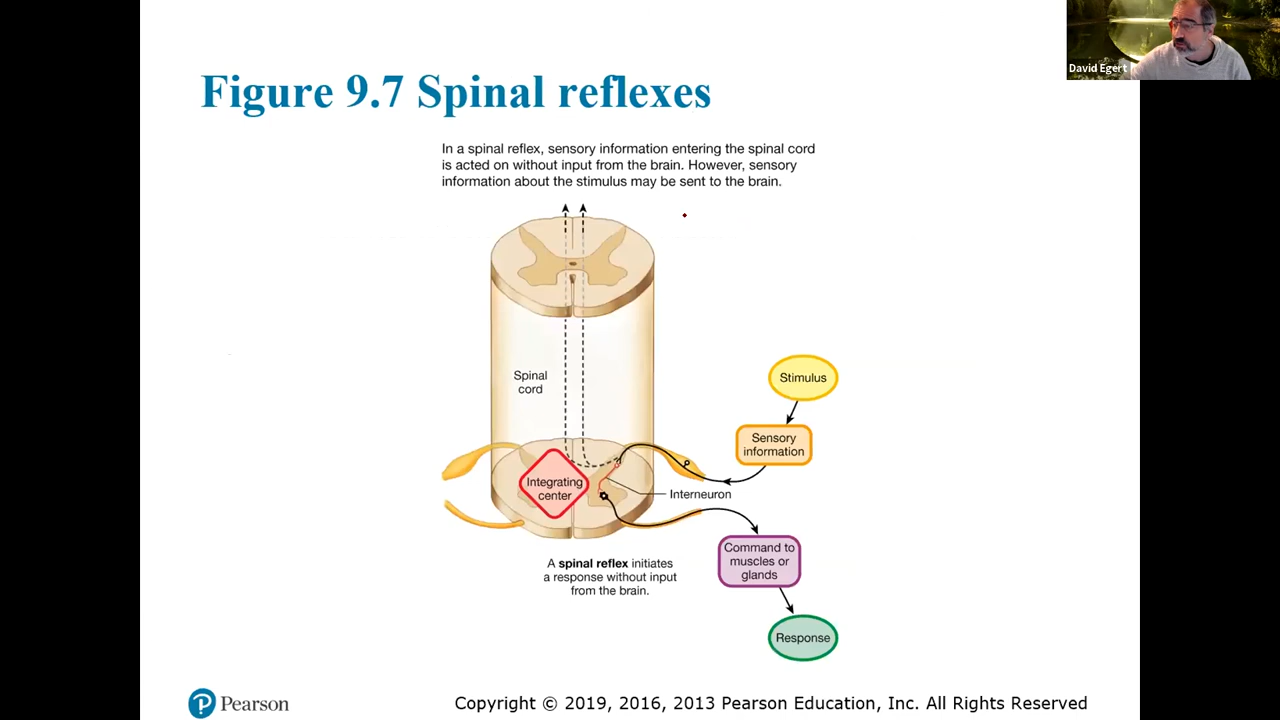 David Egert
Figure 9.7 Spinal reflexes
In a spinal reflex, sensory information entering the spinal cord
is acted on without input from the brain. However, sensory
information about the stimulus may be sent to the brain.
Spinal
cord
Stimulus
Sensory
information
Integrating
center
Interneuron
Command to
muscles or
glands
A spinal reflex initiates
a response without input
from the brain.
Response
P Pearson
Copyright © 2019, 2016, 2013 Pearson Education, Inc. All Rights Reserved